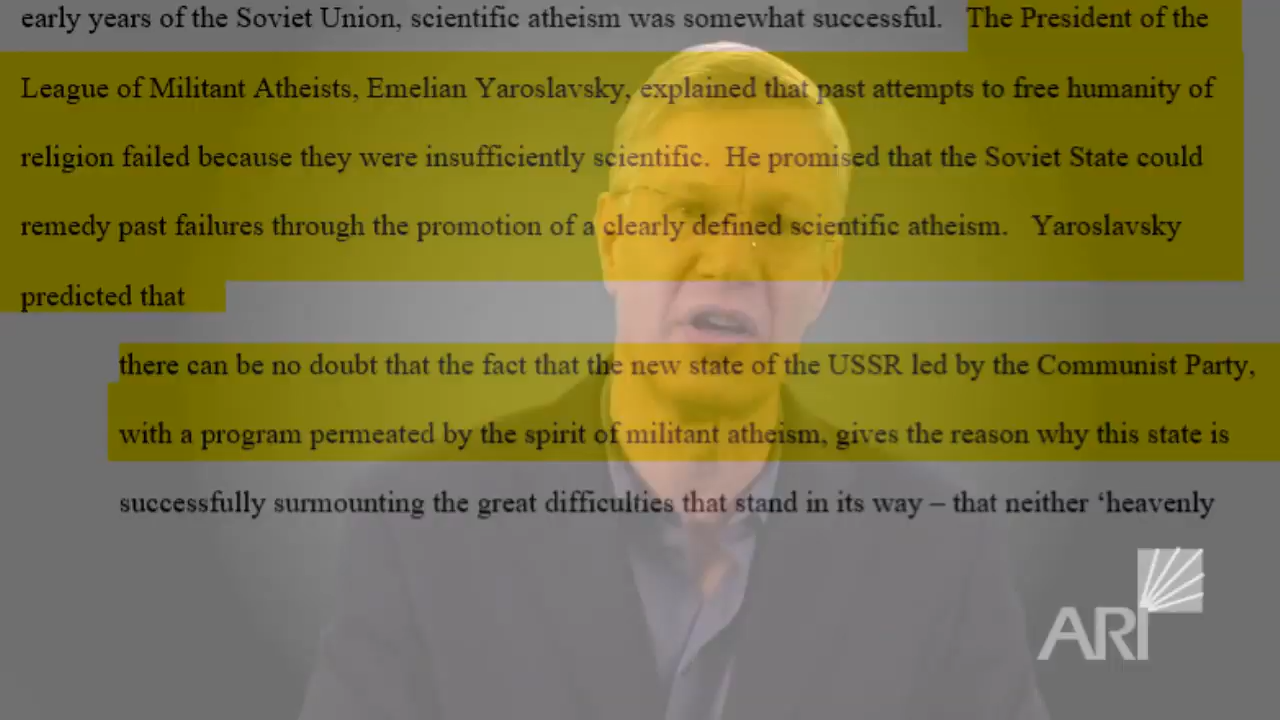 early years of the Soviet Union, scientific atheism was somewhat successful. The President of the
League of Militant Atheists, Emelian Yaroslavsky, explained that past attempts to free humanity of
religion failed because they were insufficiently scientific. He promised that the Soviet State could
remedy past failures through the promotion of a clearly defined scientific atheism. Yaroslavsky
predicted that
there can be no doubt that the fact that the new state of the USSR led by the Communist Party,
with a program permeated by the spirit of militant atheism, gives the reason why this state is
successfully surmounting the great difficulties that stand in its way – that neither ‘heavenly
ARI